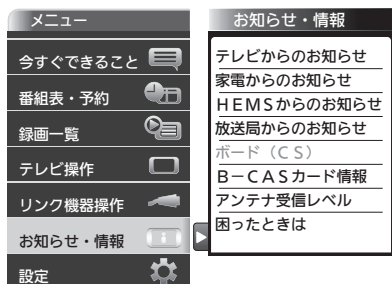 メニュー
今すぐできること
番組表・予約
録画一覧
テレビ操作
リンク機器操作
お知らせ・情報
設定
お知らせ・情報
テレビからのお知らせ
家電からのお知らせ
ＨＥＭＳからのお知らせ
放送局からのお知らせ
ボード（ＣＳ）
Ｂ－ＣＡＳカード情報
アンテナ受信レベル
困ったときは